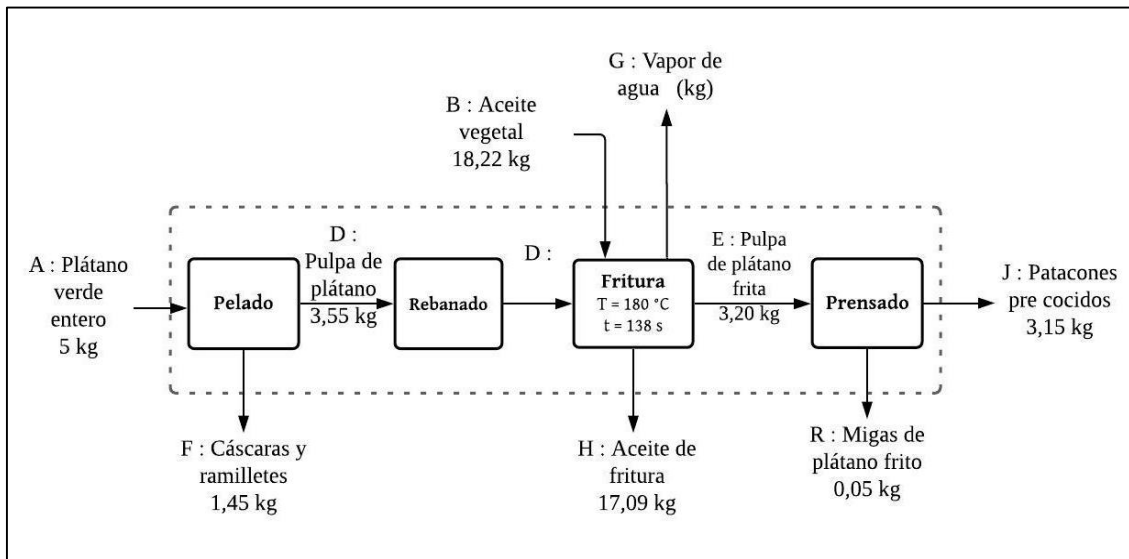 G : Vapor de
agua (kg)
B : Aceite
vegetal
18,22 kg
A : Plátano
verde
entero
5 kg
Pelado
D :
Pulpa de
plátano
3,55 kg
Rebanado
D :
Fritura
T = 180 °C
t = 138 s
E : Pulpa
de plátano
frita
3,20 kg
Prensado
J : Patacones
pre cocidos
3,15 kg
F : Cáscaras y
ramilletes
1,45 kg
H : Aceite de
fritura
17,09 kg
R : Migas de
plátano frito
0,05 kg